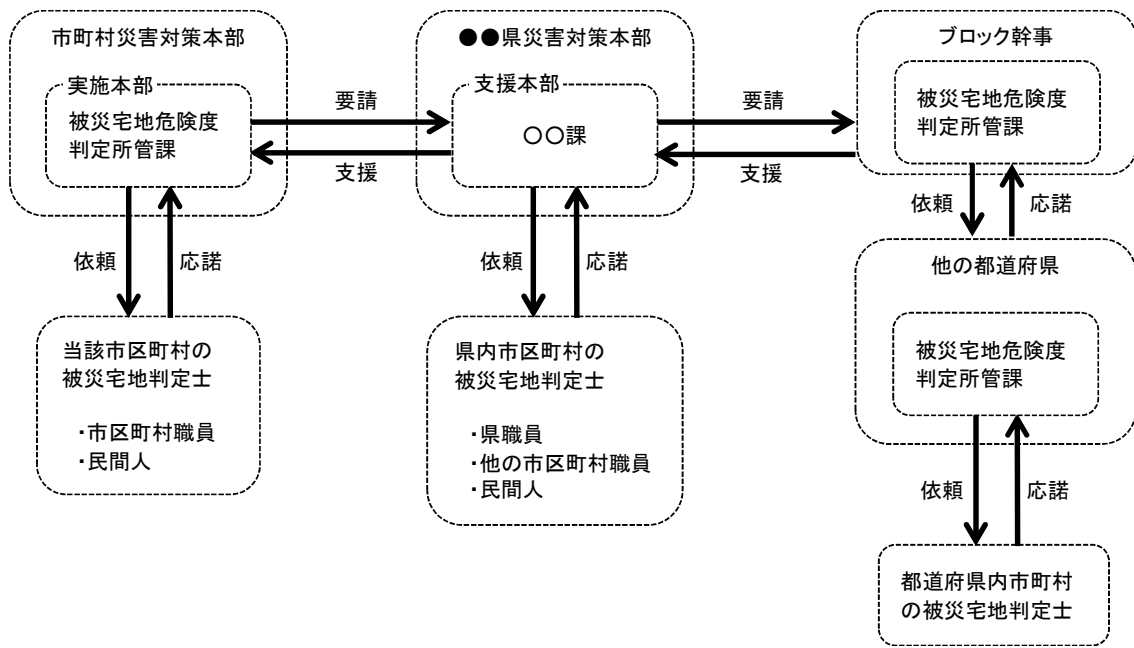 市町村災害対策本部
実施本部
被災宅地危険度
判定所管課
要請
支援
●●県災害対策本部
支援本部
〇〇課
要請
支援
ブロック幹事
被災宅地危険度
判定所管課
依頼
応諾
当該市区町村の
被災宅地判定士
・市区町村職員
・民間人
依頼
応諾
県内市区町村の
被災宅地判定士
・県職員
・他の市区町村職員
・民間人
依頼
応諾
他の都道府県
被災宅地危険度
判定所管課
依頼
応諾
都道府県内市町村
の被災宅地判定士